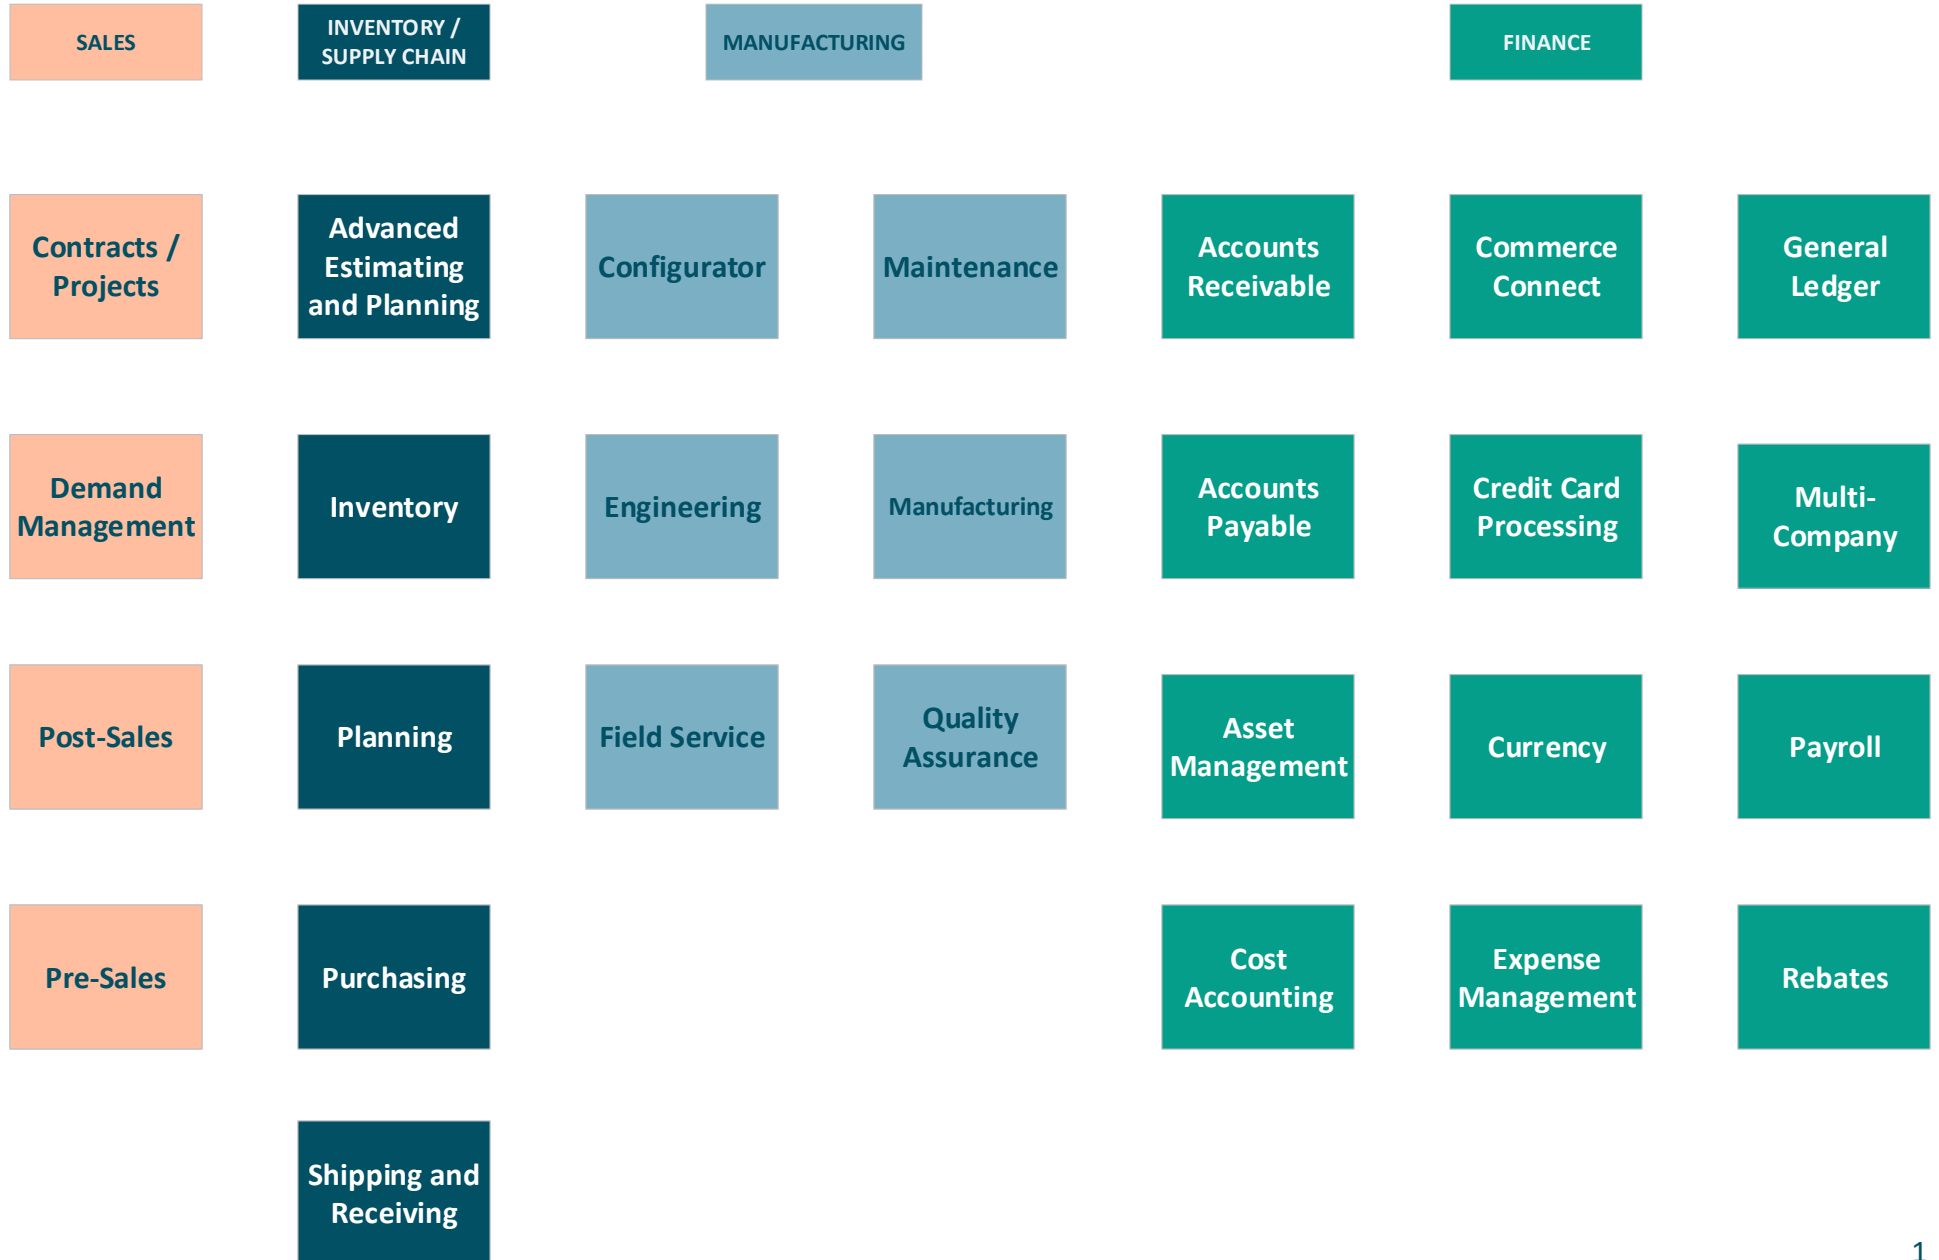 SALES
INVENTORY /
SUPPLY CHAIN
MANUFACTURING
FINANCE
Contracts /
Projects
Advanced
Estimating
and Planning
Configurator
Maintenance
Accounts
Receivable
Commerce
Connect
General
Ledger
Demand
Management
Inventory
Engineering
Manufacturing
Accounts
Payable
Credit Card
Processing
Multi-
Company
Post-Sales
Planning
Field Service
Quality
Assurance
Asset
Management
Currency
Payroll
Pre-Sales
Purchasing
Cost
Accounting
Expense
Management
Rebates
Shipping and
Receiving
1